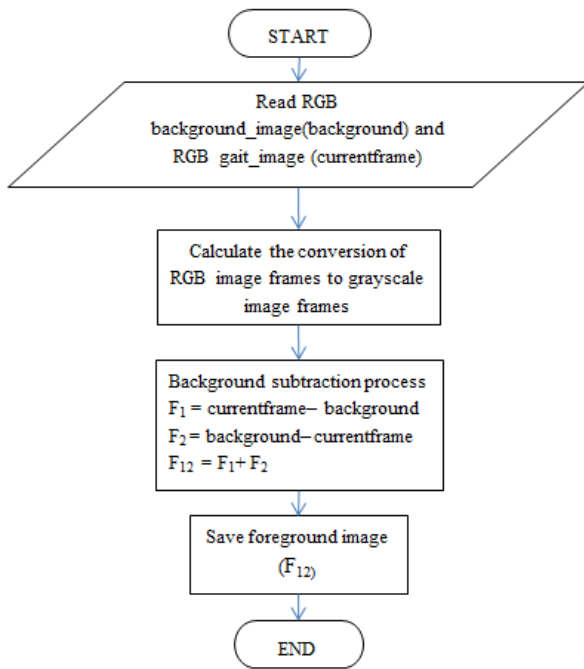 START
Read RGB
background_image(background) and
RGB gait_image (currentframe)
Calculate the conversion of
RGB image frames to grayscale
image frames
Background subtraction process
F₁ = currentframe– background
F₂ = background– currentframe
F₁₂ = F₁+ F₂
Save foreground image
(F₁₂)
END